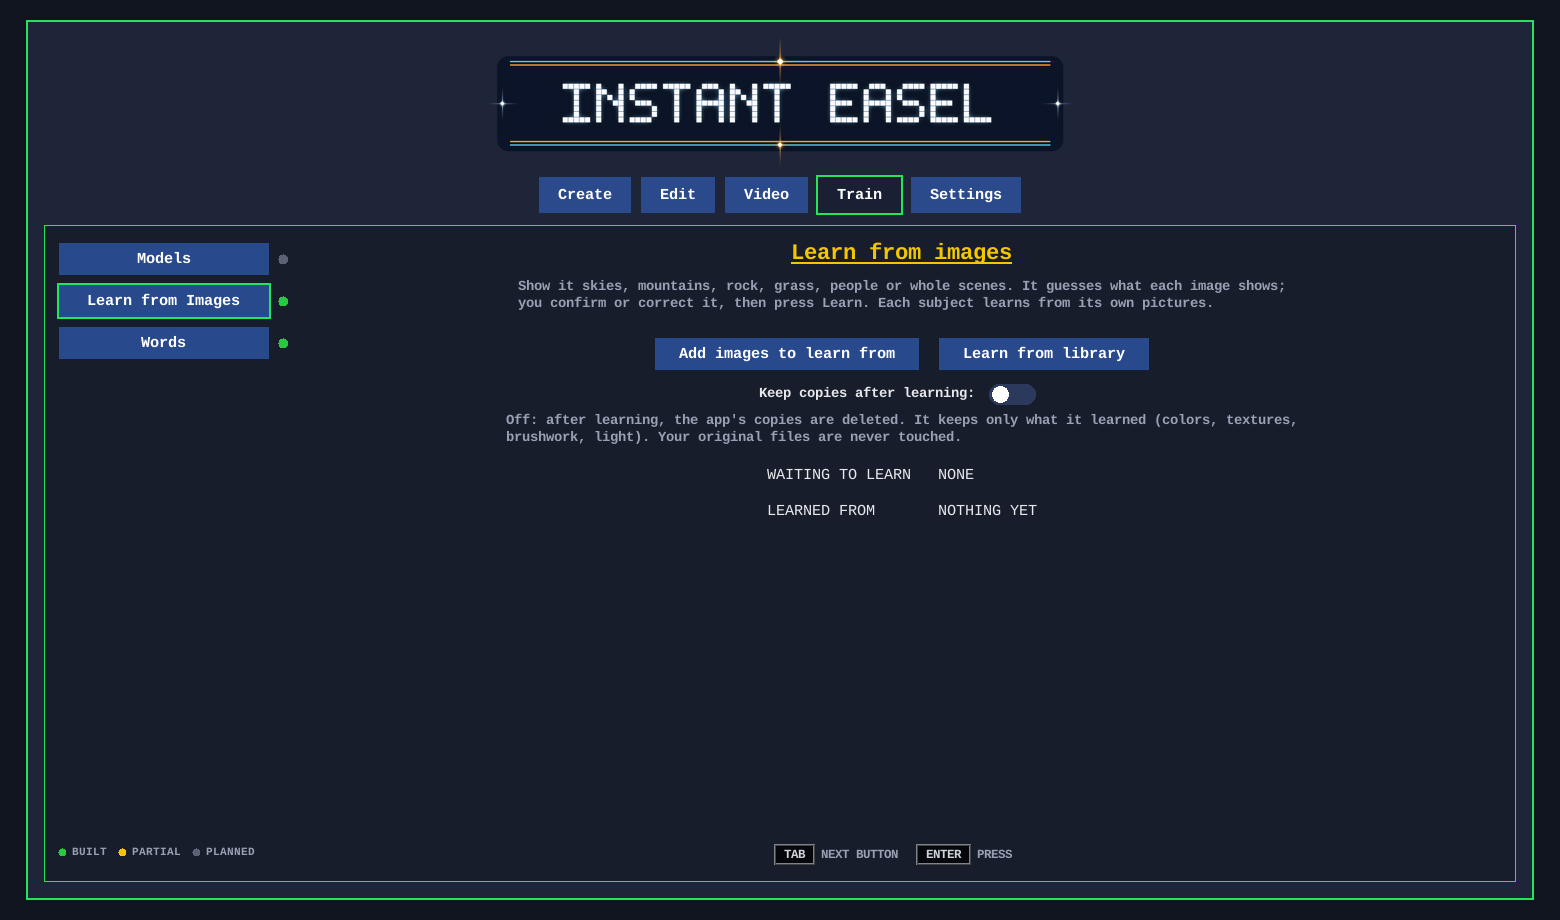 INSTANT EASEL
Create
Edit
Video
Train
Settings
Models
Learn from Images
Words
Learn from images
Show it skies, mountains, rock, grass, people or whole scenes. It guesses what each image shows;
you confirm or correct it, then press Learn. Each subject learns from its own pictures.
Add images to learn from
Learn from library
Keep copies after learning:
Off: after learning, the app's copies are deleted. It keeps only what it learned (colors, textures,
brushwork, light). Your original files are never touched.
WAITING TO LEARN NONE
LEARNED FROM NOTHING YET
BUILT PARTIAL PLANNED
TAB NEXT BUTTON ENTER PRESS